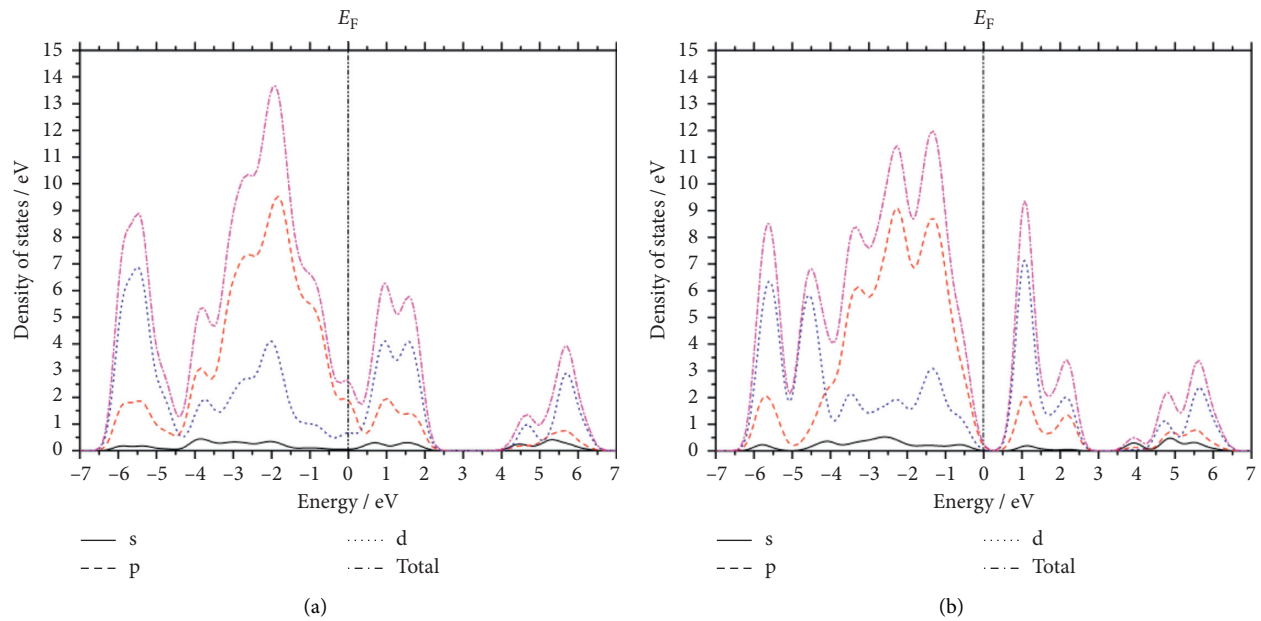 E_F
15
14
13
12
11
10
9
8
7
6
5
4
3
2
1
0
Density of states / eV
−7 −6 −5 −4 −3 −2 −1 0 1 2 3 4 5 6 7
Energy / eV
s
p
d
Total
(a)
E_F
15
14
13
12
11
10
9
8
7
6
5
4
3
2
1
0
Density of states / eV
−7 −6 −5 −4 −3 −2 −1 0 1 2 3 4 5 6 7
Energy / eV
s
p
d
Total
(b)